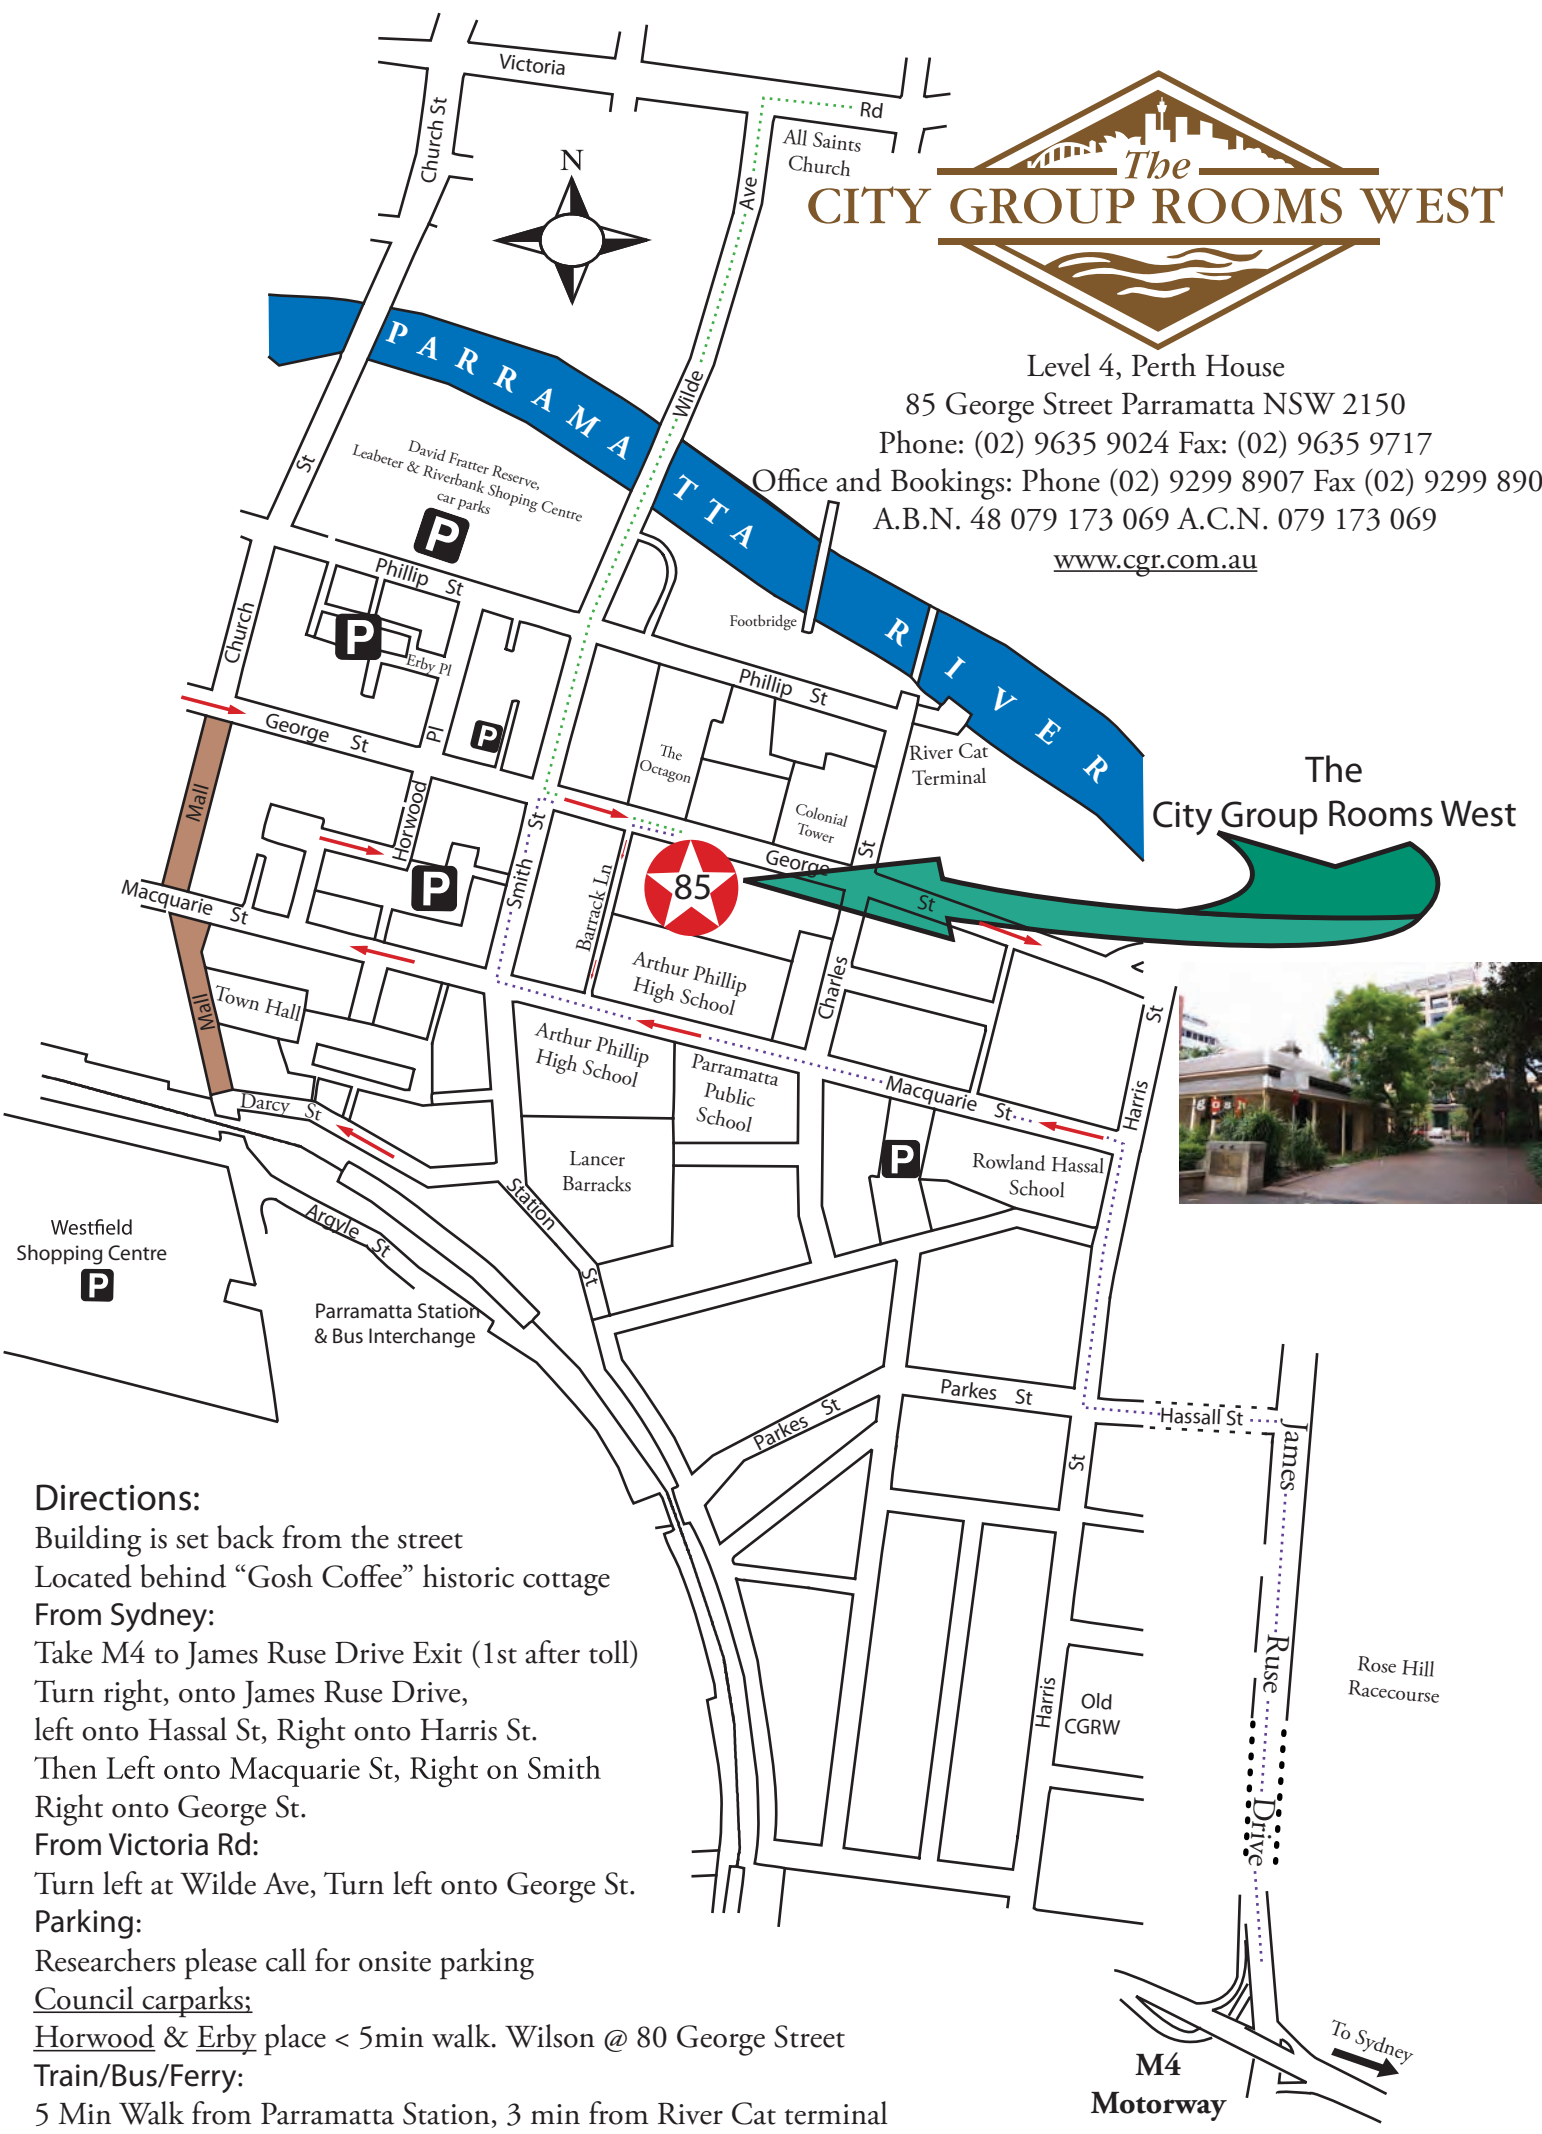 Victoria
Rd
Church St
All Saints
Church
N
Ave
The
CITY GROUP ROOMS WEST
Level 4, Perth House
85 George Street Parramatta NSW 2150
Phone: (02) 9635 9024 Fax: (02) 9635 9717
Office and Bookings: Phone (02) 9299 8907 Fax (02) 9299 890
A.B.N. 48 079 173 069 A.C.N. 079 173 069
www.cgr.com.au
PARRAMATTA RIVER
Wilde
St
David Fratter Reserve,
Leabeter & Riverbank Shoping Centre
car parks
P
Phillip St
P
Church
Erby Pl
Footbridge
Phillip St
George St
Pl
P
The
Octagon
River Cat
Terminal
The
City Group Rooms West
Mall
Horwood
St
Colonial
Tower
St
George
85
P
Smith
Barrack Ln
St
Macquarie St
Arthur Phillip
High School
Charles
Town Hall
Mall
St
Arthur Phillip
High School
Parramatta
Public
School
Macquarie St
Harris
gosh
Darcy St
P
Lancer
Barracks
Rowland Hassal
School
Station
St
Argyle St
Westfield
Shopping Centre
P
Parramatta Station
& Bus Interchange
Parkes St
Parkes St
Hassall St
St
James
Ruse
Drive
Harris
Old
CGRW
Rose Hill
Racecourse
Directions:
Building is set back from the street
Located behind “Gosh Coffee” historic cottage
From Sydney:
Take M4 to James Ruse Drive Exit (1st after toll)
Turn right, onto James Ruse Drive,
left onto Hassal St, Right onto Harris St.
Then Left onto Macquarie St, Right on Smith
Right onto George St.
From Victoria Rd:
Turn left at Wilde Ave, Turn left onto George St.
Parking:
Researchers please call for onsite parking
Council carparks;
Horwood & Erby place < 5min walk. Wilson @ 80 George Street
Train/Bus/Ferry:
5 Min Walk from Parramatta Station, 3 min from River Cat terminal
To Sydney
M4
Motorway